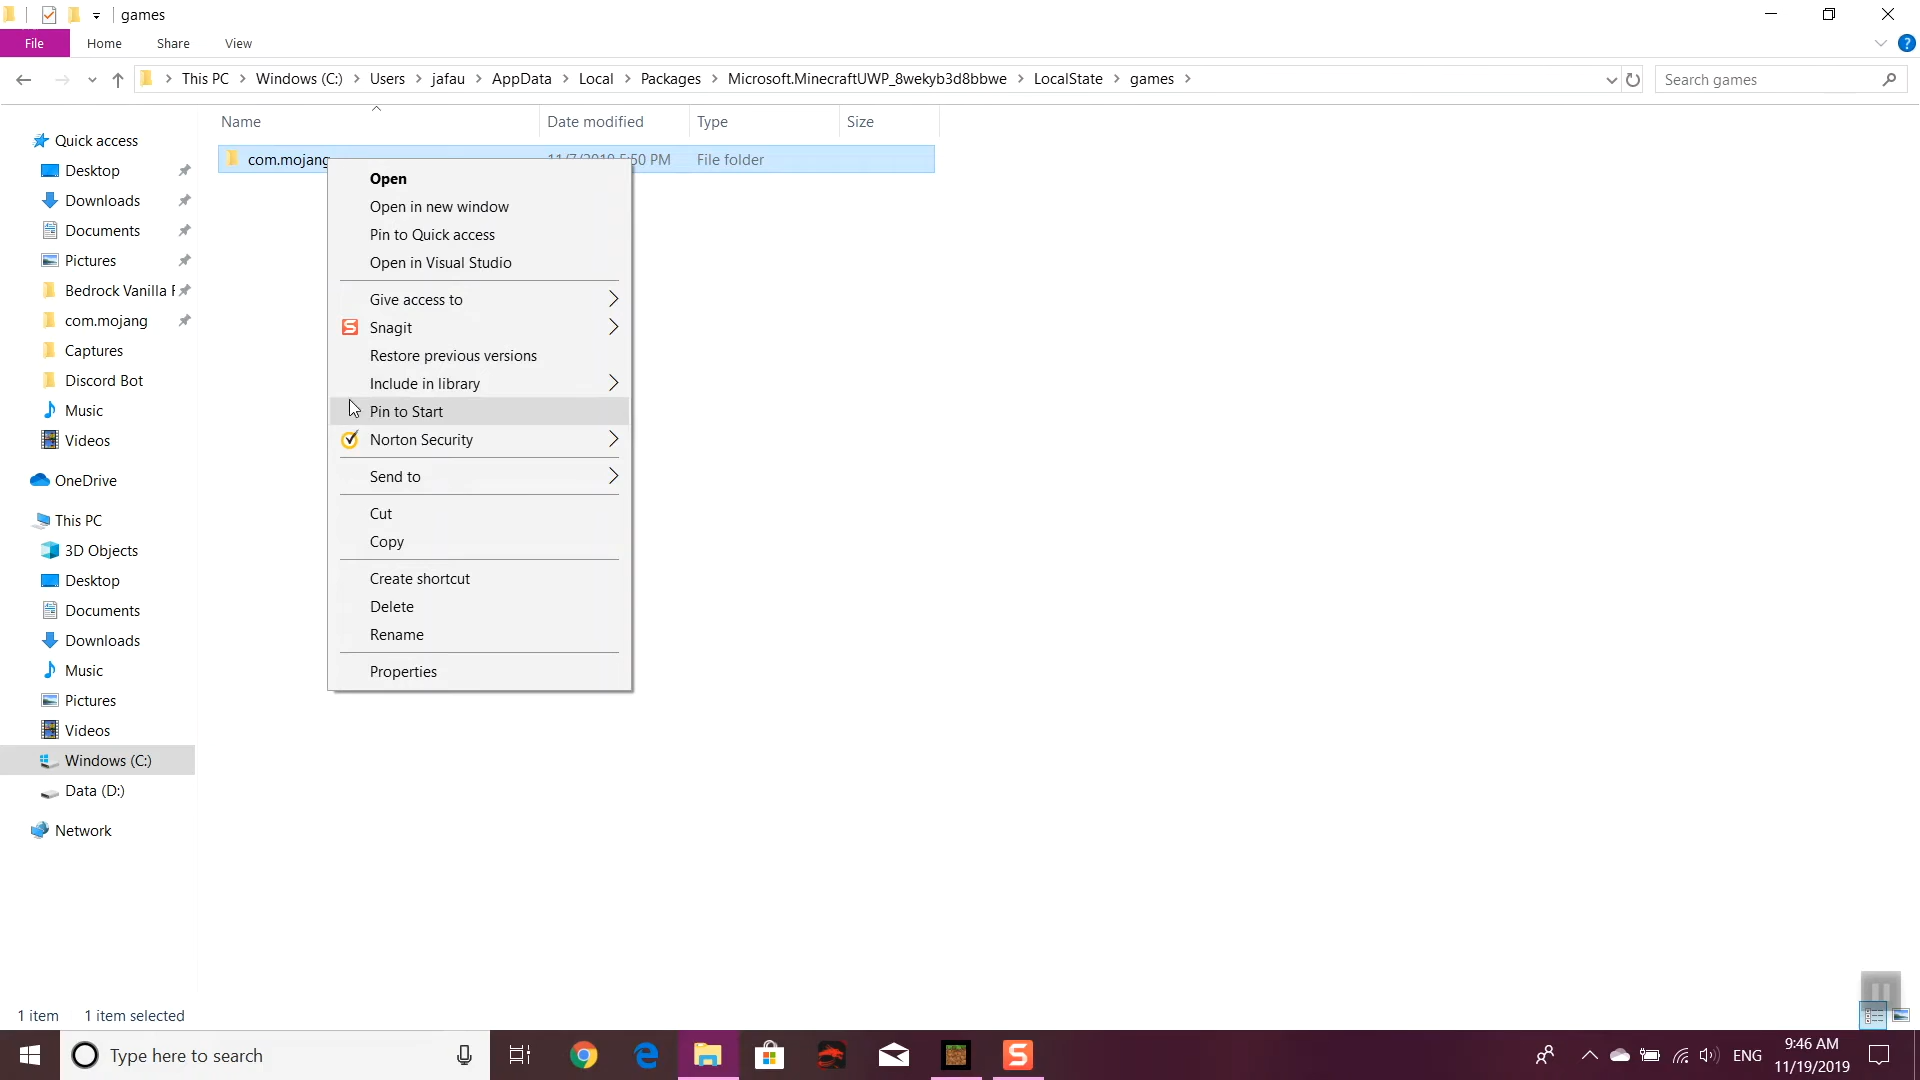 games
File
Home
Share
View
This PC
Windows (C:)
Users
jafau
AppData
Local
Packages
Microsoft.MinecraftUWP_8wekyb3d8bbwe
LocalState
games
Search games
Name
Date modified
Type
Size
Quick access
Desktop
Downloads
Documents
Pictures
Bedrock Vanilla
com.mojang
Captures
Discord Bot
Music
Videos
OneDrive
This PC
3D Objects
Desktop
Documents
Downloads
Music
Pictures
Videos
Windows (C:)
Data (D:)
Network
com.mojang
11/7/2019 5:50 PM
File folder
Open
Open in new window
Pin to Quick access
Open in Visual Studio
Give access to
Snagit
Restore previous versions
Include in library
Pin to Start
Norton Security
Send to
Cut
Copy
Create shortcut
Delete
Rename
Properties
1 item
1 item selected
Type here to search
ENG
9:46 AM
11/19/2019